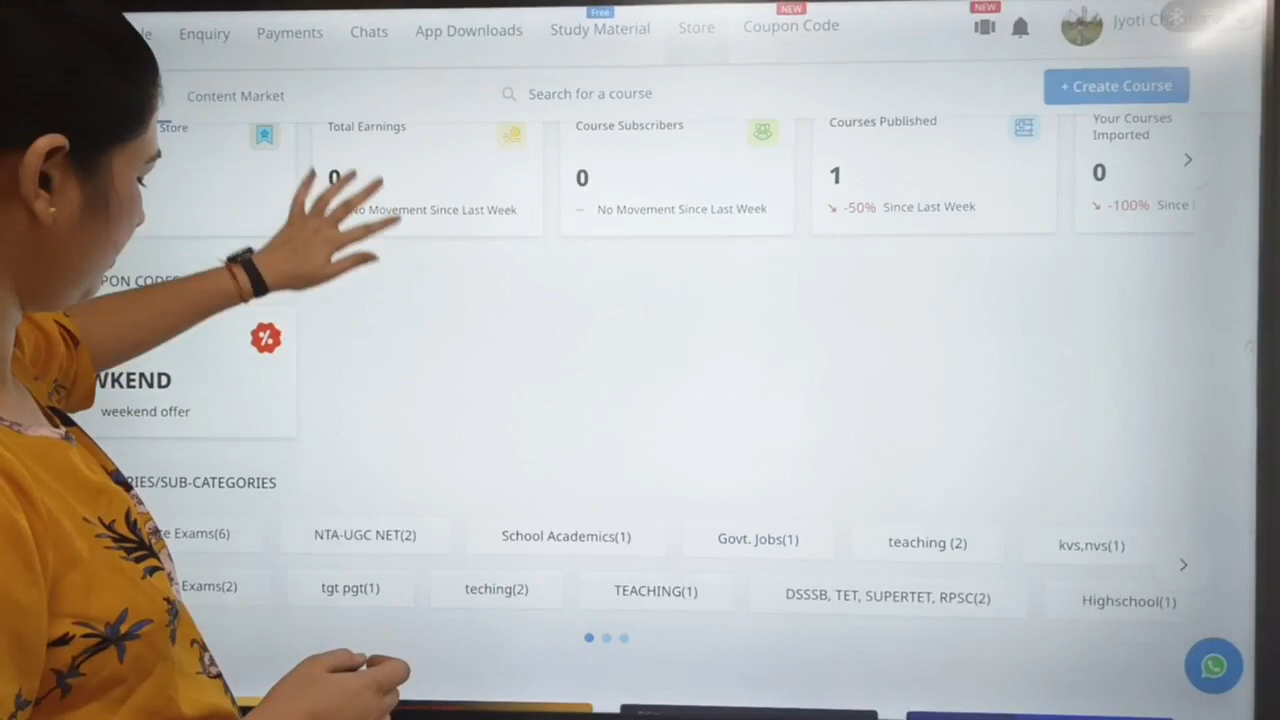 Free NEW NEW
Enquiry Payments Chats App Downloads Study Material Store Coupon Code Jyoti
Content Market Search for a course + Create Course
Store Total Earnings Course Subscribers Courses Published Your Courses
Imported
0 0 1 0
No Movement Since Last Week No Movement Since Last Week -50% Since Last Week -100% Since
%
WKEND
weekend offer
RIES/SUB-CATEGORIES
Exams(6) NTA-UGC NET(2) School Academics(1) Govt. Jobs(1) teaching (2) kvs,nvs(1)
Exams(2) tgt pgt(1) teching(2) TEACHING(1) DSSSB, TET, SUPERTET, RPSC(2) Highschool(1)